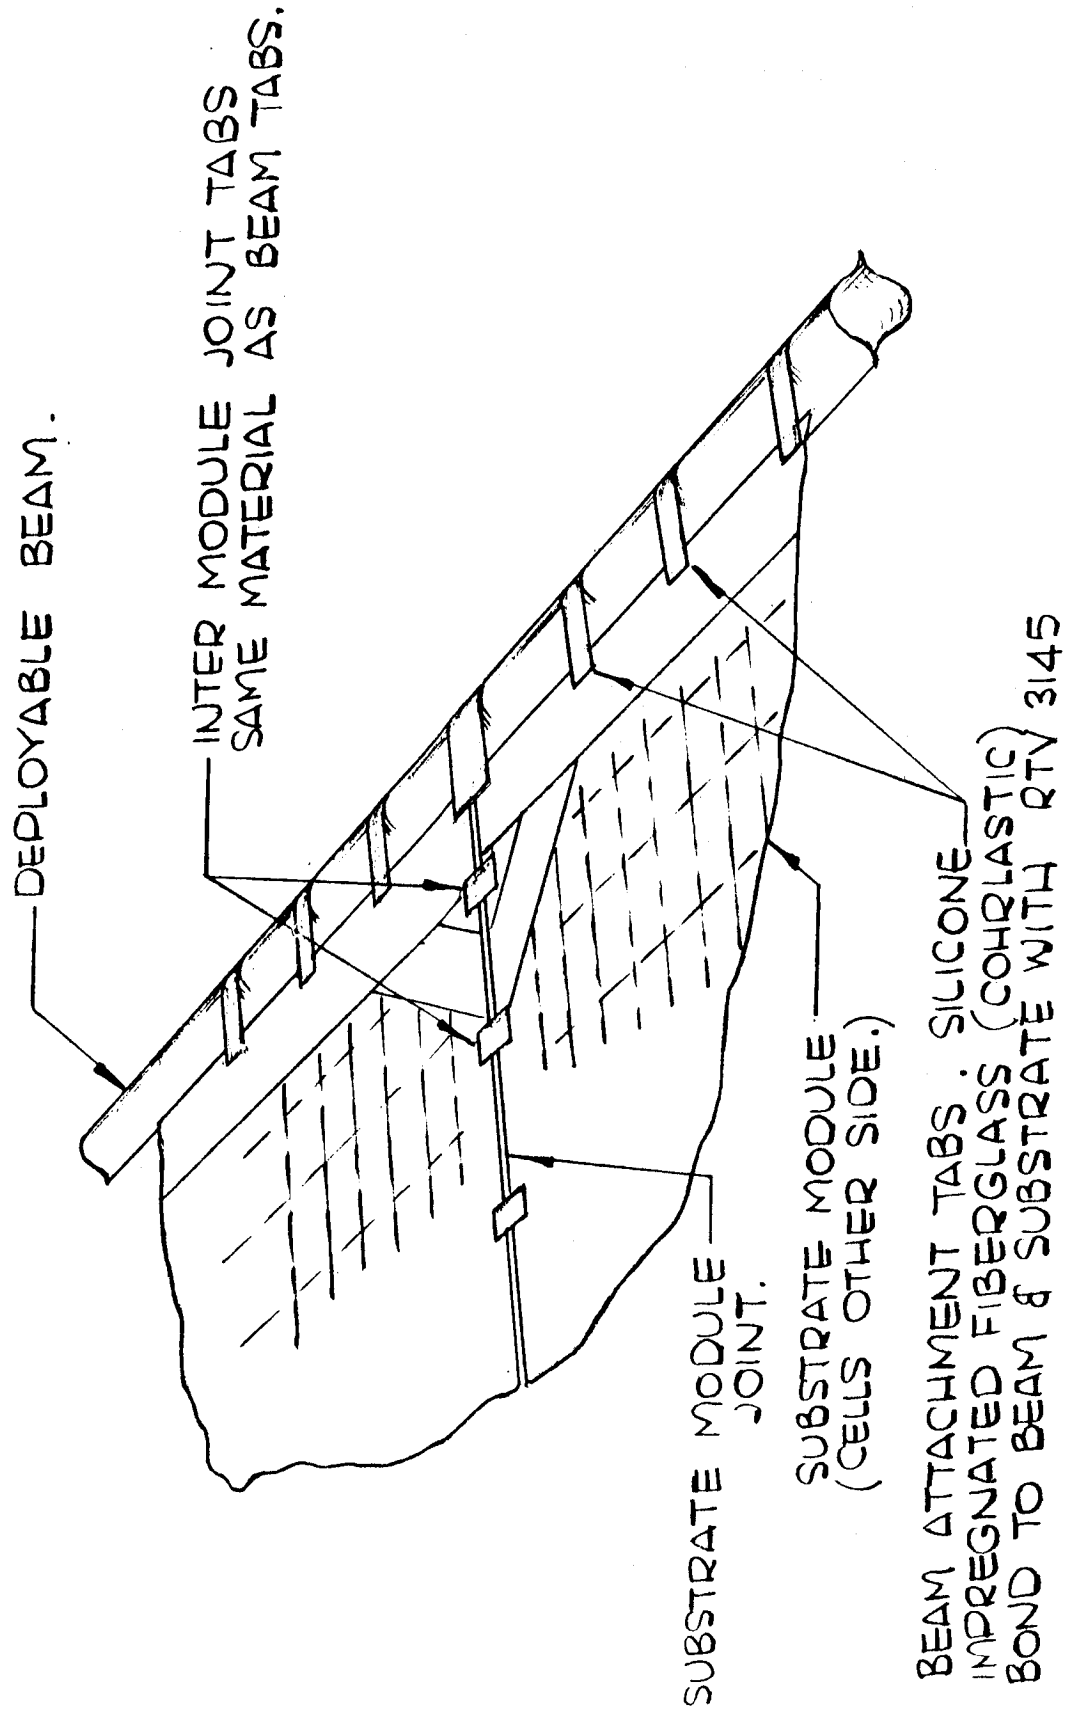 DEPLOYABLE BEAM.
INTER MODULE JOINT TABS
SAME MATERIAL AS BEAM TABS.
SUBSTRATE MODULE
JOINT.
SUBSTRATE MODULE
(CELLS OTHER SIDE.)
BEAM ATTACHMENT TABS. SILICONE
IMPREGNATED FIBERGLASS (COHRLASTIC)
BOND TO BEAM & SUBSTRATE WITH RTV 3145